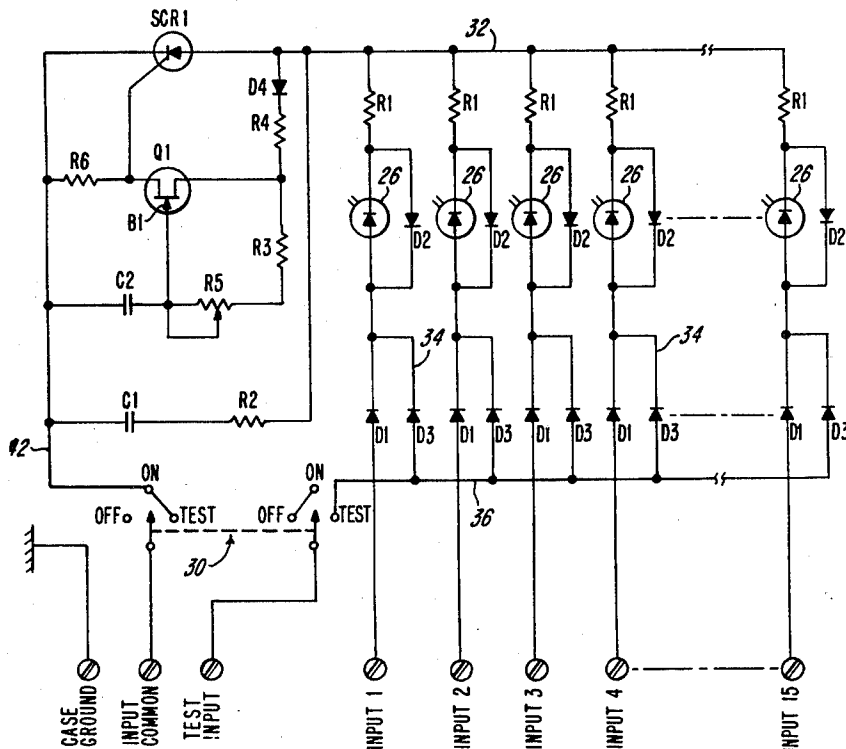 SCR1
32
D4
R1 R1 R1 R1 R1
R4
R6 Q1
26 26 26 26 26
B1
D2 D2 D2 D2 D2
R3
C2 R5
34 34
C1 R2
D1 D3 D1 D3 D1 D3 D1 D3 D1 D3
42
ON ON
36
OFF TEST OFF TEST
30
CASE GROUND
INPUT COMMON
TEST INPUT
INPUT 1
INPUT 2
INPUT 3
INPUT 4
INPUT 15